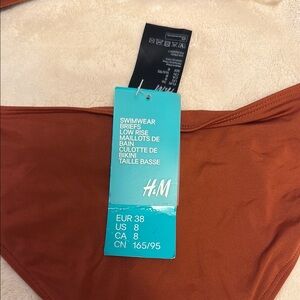 SWIMWEAR
BRIEFS
LOW RISE
MAILLOTS DE
BAIN
CULOTTE DE
BIKINI
TAILLE BASSE
H&M
EUR 38
US 8
CA 8
CN 165/95